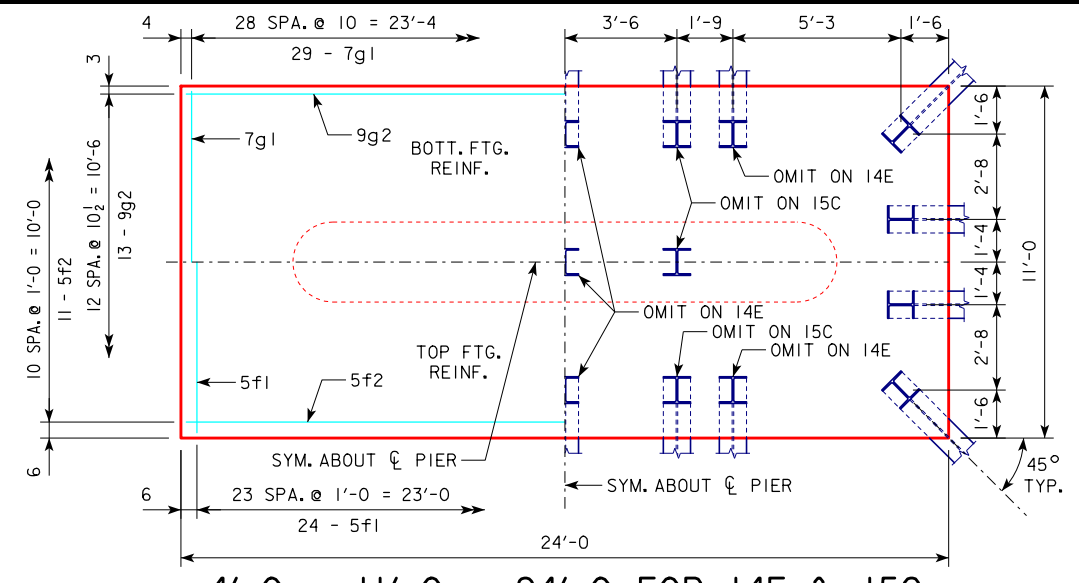 4
28 SPA. @ 10 = 23'-4
29 - 7g1
3'-6
1'-9
5'-3
1'-6
3
7g1
9g2
BOTT. FTG.
REINF.
OMIT ON 14E
OMIT ON 15C
1'-6
2'-8
1'-4
1'-4
2'-8
1'-6
11'-0
12 SPA. @ 10 1/2 = 10'-6
13 - 9g2
10 SPA. @ 1'-0 = 10'-0
11 - 5f2
6
OMIT ON 14E
OMIT ON 15C
OMIT ON 14E
TOP FTG.
REINF.
5f1
5f2
SYM. ABOUT ℄ PIER
SYM. ABOUT ℄ PIER
45°
TYP.
6
23 SPA. @ 1'-0 = 23'-0
24 - 5f1
24'-0